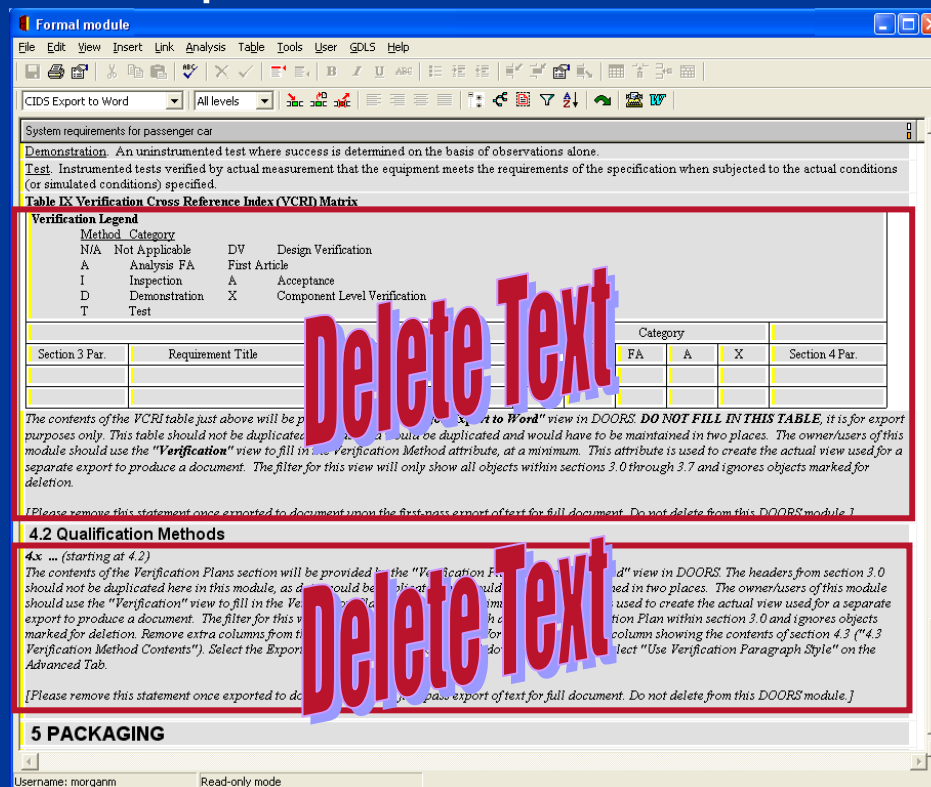 Formal module
File Edit View Insert Link Analysis Table Tools User GDLS Help
CIDS Export to Word All levels
System requirements for passenger car
Demonstration. An uninstrumented test where success is determined on the basis of observations alone.
Test. Instrumented tests verified by actual measurement that the equipment meets the requirements of the specification when subjected to the actual conditions
(or simulated conditions) specified.
Table IX Verification Cross Reference Index (VCRI) Matrix
Verification Legend
Method Category
N/A Not Applicable DV Design Verification
A Analysis FA First Article
I Inspection A Acceptance
D Demonstration X Component Level Verification
T Test
Category
Section 3 Par. Requirement Title FA A X Section 4 Par.
Delete Text
The contents of the VCRI table just above will be export to Word" view in DOORS. DO NOT FILL IN THIS TABLE, it is for export
purposes only. This table should not be duplicated be duplicated and would have to be maintained in two places. The owner/users of this
module should use the "Verification" view to fill in the Verification Method attribute, at a minimum. This attribute is used to create the actual view used for a
separate export to produce a document. The filter for this view will only show all objects within sections 3.0 through 3.7 and ignores objects marked for
deletion.
[Please remove this statement once exported to document upon the first-pass export of text for full document. Do not delete from this DOORS module.]
4.2 Qualification Methods
4.x ... (starting at 4.2)
The contents of the Verification Plans section will be provided by the "Verification view in DOORS. The headers from section 3.0
should not be duplicated here in this module, as be in two places. The owner/users of this module
should use the "Verification" view to fill in the used to create the actual view used for a separate
export to produce a document. The filter for this Plan within section 3.0 and ignores objects
marked for deletion. Remove extra columns from column showing the contents of section 4.3 ("4.3
Verification Method Contents"). Select the "Use Verification Paragraph Style" on the
Advanced Tab.
Delete Text
[Please remove this statement once exported to export of text for full document. Do not delete from this DOORS module.]
5 PACKAGING
Username: morganm Read-only mode